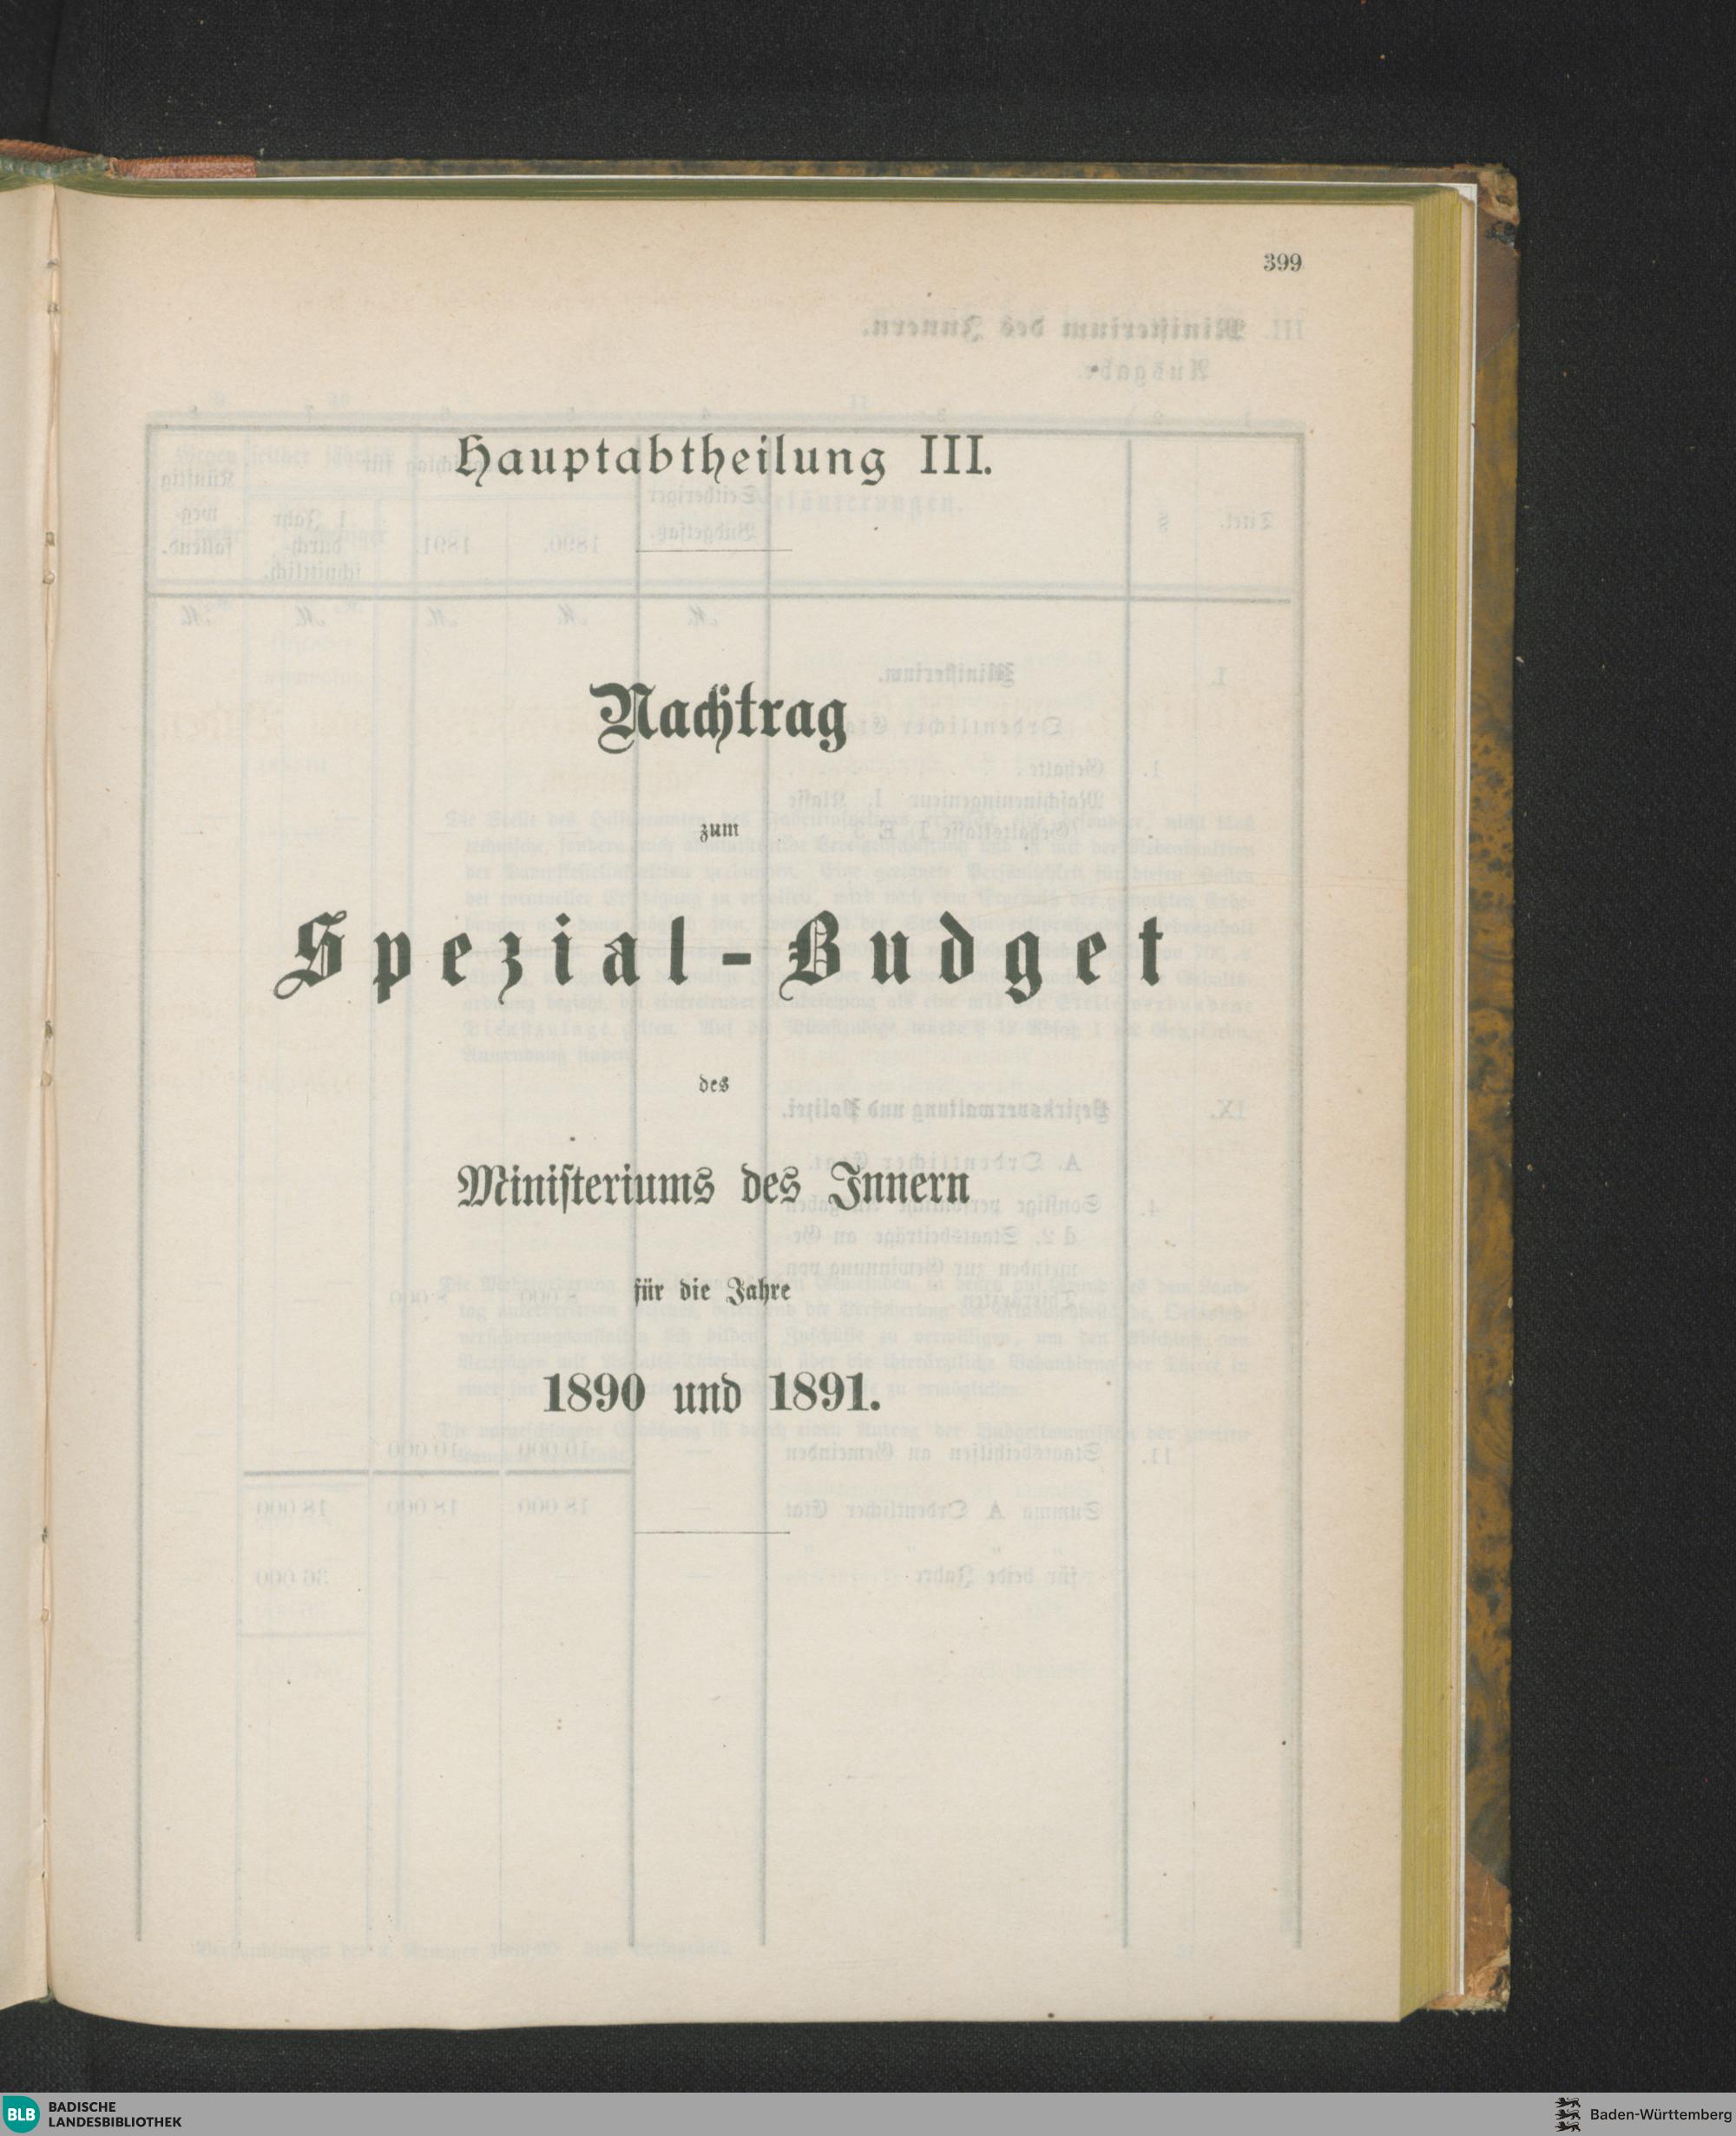 399
Hauptabtheilung III.
Nachtrag
zum
Spezial-Budget
des
Ministeriums des Innern
für die Jahre
1890 und 1891.
BLB BADISCHE
LANDESBIBLIOTHEK
Baden-Württemberg